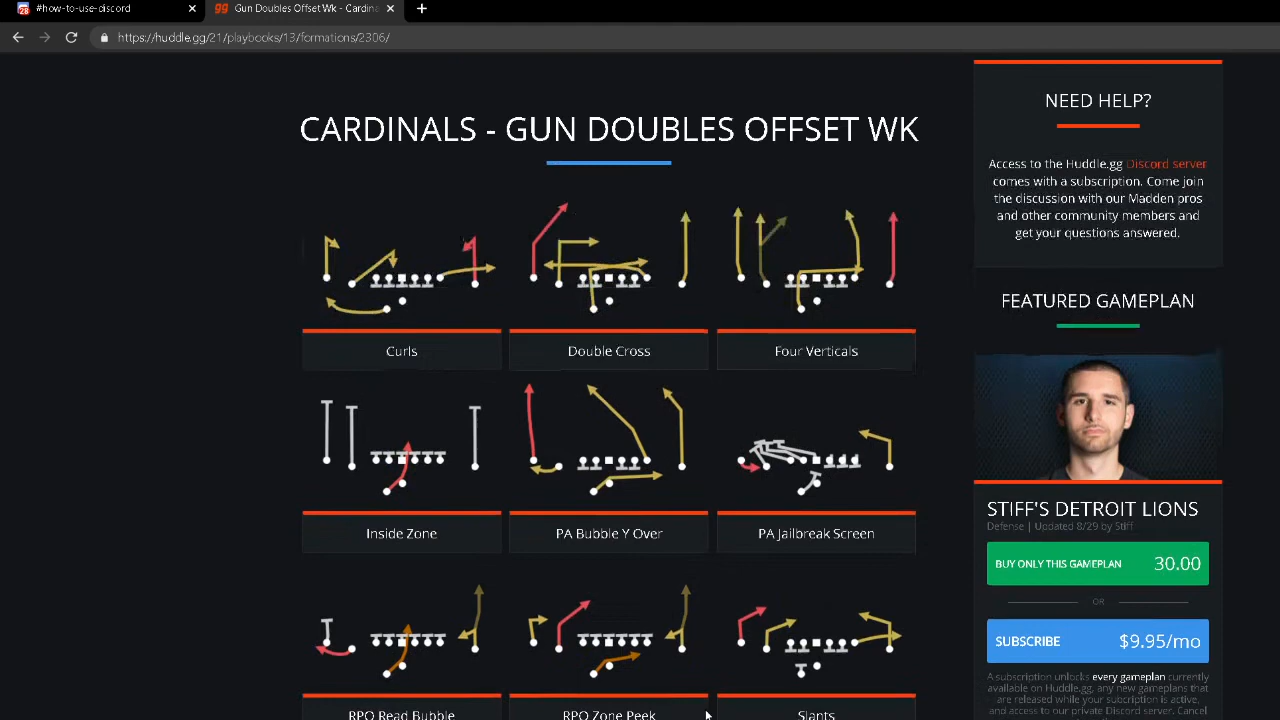 28
#how-to-use-discord
gg
Gun Doubles Offset Wk - Cardina
https://huddle.gg/21/playbooks/13/formations/2306/
CARDINALS - GUN DOUBLES OFFSET WK
Curls
Double Cross
Four Verticals
Inside Zone
PA Bubble Y Over
PA Jailbreak Screen
RPO Read Bubble
RPO Zone Peek
Slants
NEED HELP?
Access to the Huddle.gg Discord server
comes with a subscription. Come join
the discussion with our Madden pros
and other community members and
get your questions answered.
FEATURED GAMEPLAN
STIFF'S DETROIT LIONS
Defense | Updated 8/29 by Stiff
BUY ONLY THIS GAMEPLAN 30.00
OR
SUBSCRIBE $9.95/mo
A subscription unlocks every gameplan currently
available on Huddle.gg, any new gameplans that
are released while your subscription is active,
and access to our private Discord server. Cancel